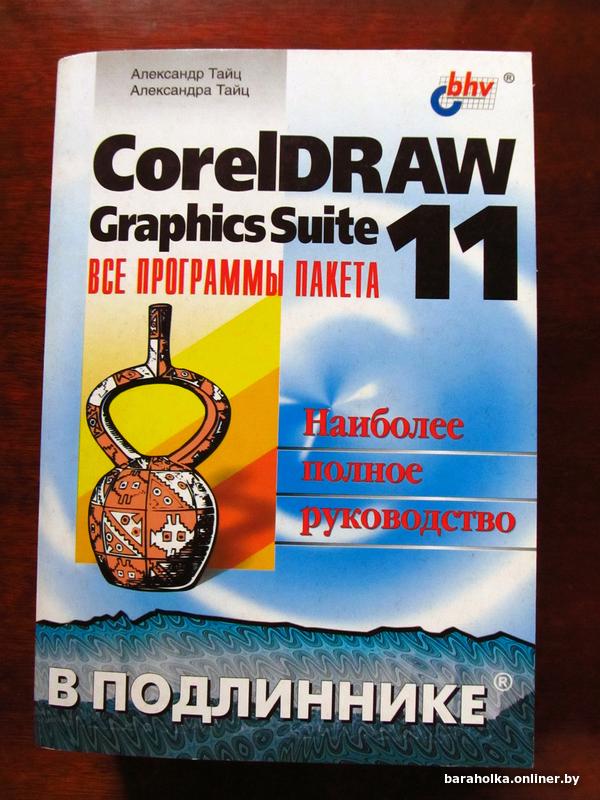 Александр Тайц
Александра Тайц
bhv®
CorelDRAW
Graphics Suite 11
ВСЕ ПРОГРАММЫ ПАКЕТА
Наиболее
полное
руководство
В ПОДЛИННИКЕ®
baraholka.onliner.by